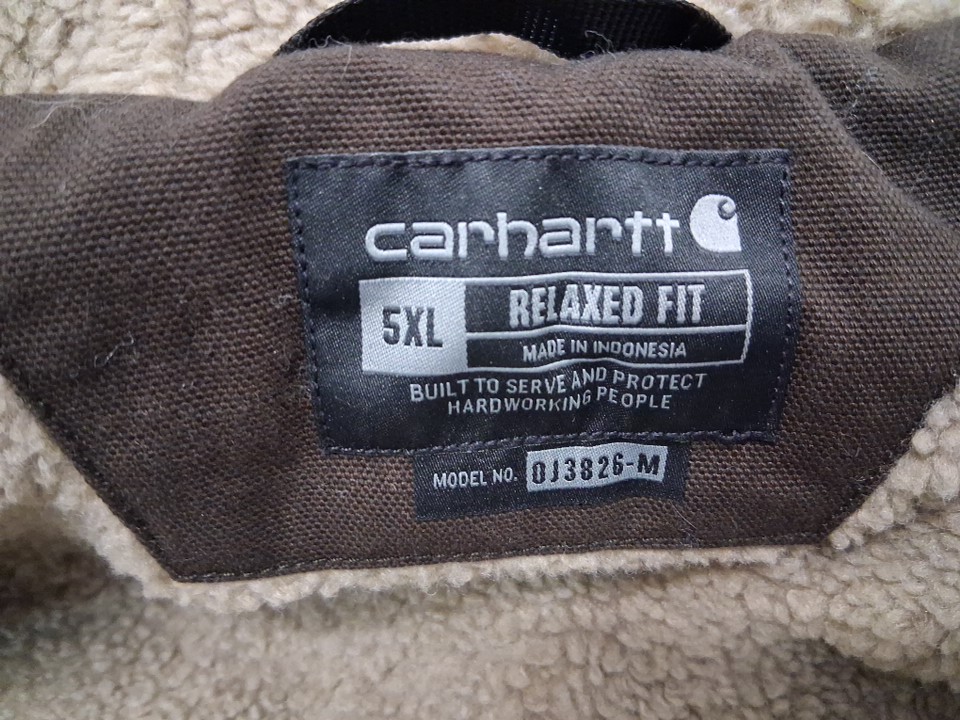 carhartt
5XL RELAXED FIT
MADE IN INDONESIA
BUILT TO SERVE AND PROTECT
HARDWORKING PEOPLE
MODEL NO. OJ3826-M